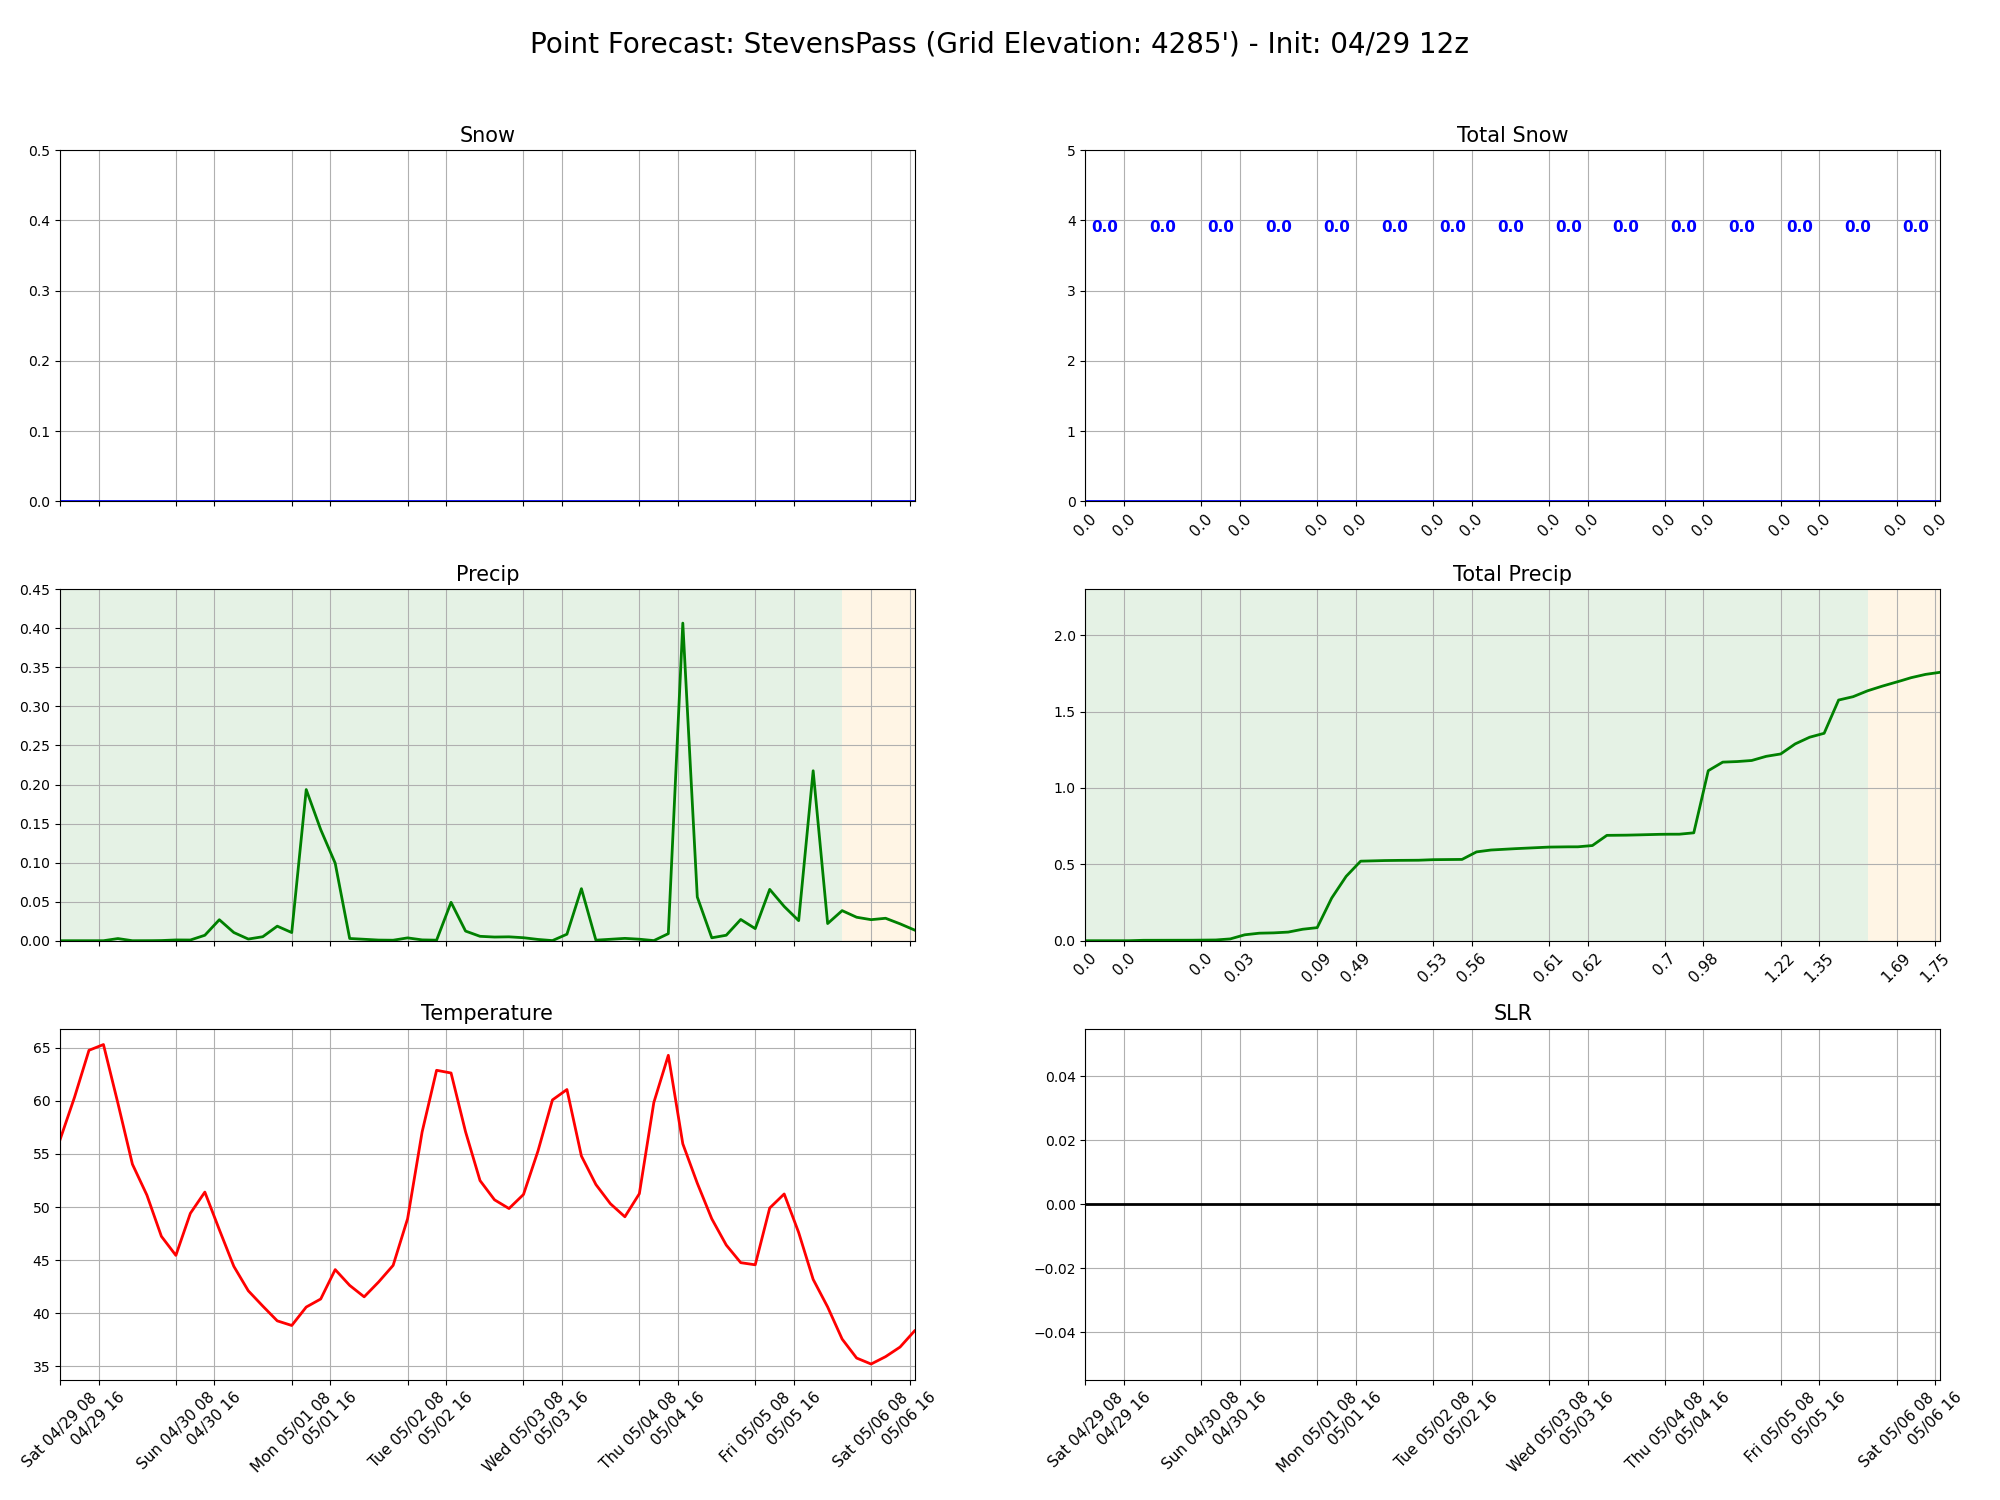 Point Forecast: StevensPass (Grid Elevation: 4285') - Init: 04/29 12z
Snow
0.5
0.4
0.3
0.2
0.1
0.0
Total Snow
5
4
3
2
1
0
0.0 0.0 0.0 0.0 0.0 0.0 0.0 0.0 0.0 0.0 0.0 0.0 0.0 0.0 0.0
0.0 0.0 0.0 0.0 0.0 0.0 0.0 0.0 0.0 0.0 0.0 0.0 0.0 0.0 0.0 0.0
Precip
0.45
0.40
0.35
0.30
0.25
0.20
0.15
0.10
0.05
0.00
Total Precip
2.0
1.5
1.0
0.5
0.0
0.0 0.0 0.0 0.03 0.09 0.49 0.53 0.56 0.61 0.62 0.7 0.98 1.22 1.35 1.69 1.75
Temperature
65
60
55
50
45
40
35
Sat 04/29 08
04/29 16
Sun 04/30 08
04/30 16
Mon 05/01 08
05/01 16
Tue 05/02 08
05/02 16
Wed 05/03 08
05/03 16
Thu 05/04 08
05/04 16
Fri 05/05 08
05/05 16
Sat 05/06 08
05/06 16
SLR
0.04
0.02
0.00
−0.02
−0.04
Sat 04/29 08
04/29 16
Sun 04/30 08
04/30 16
Mon 05/01 08
05/01 16
Tue 05/02 08
05/02 16
Wed 05/03 08
05/03 16
Thu 05/04 08
05/04 16
Fri 05/05 08
05/05 16
Sat 05/06 08
05/06 16